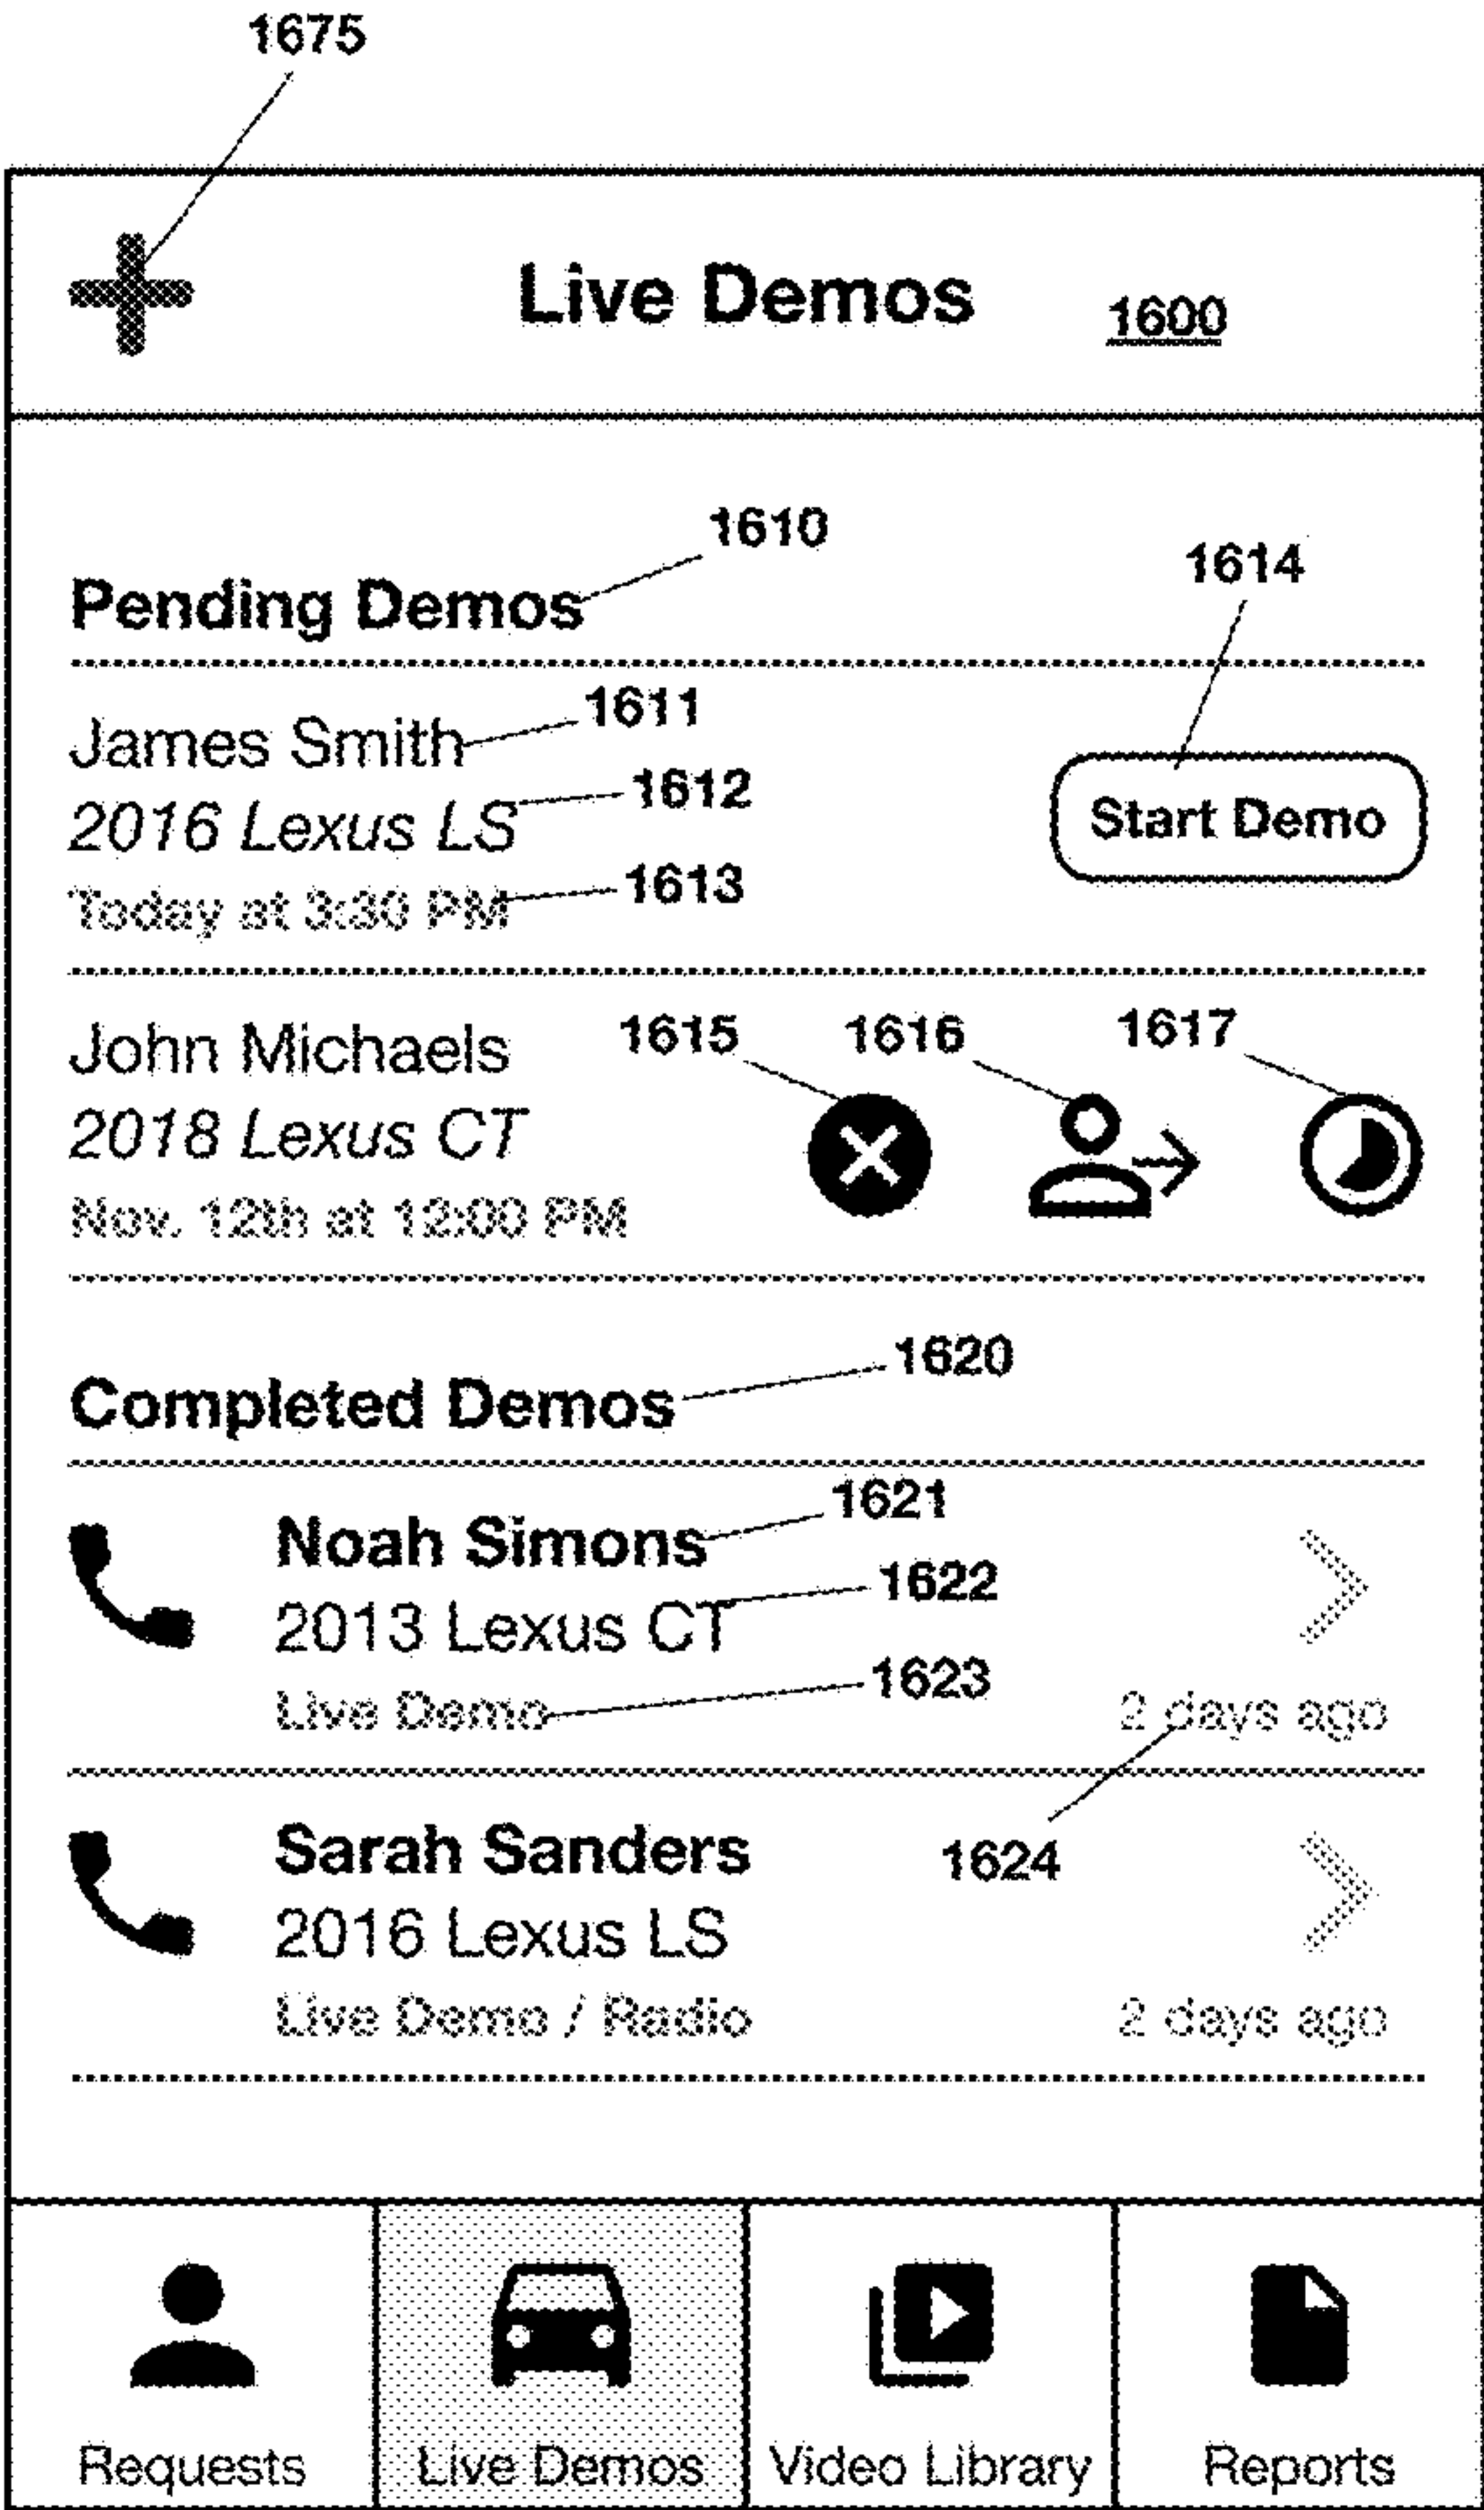 1675
Live Demos 1600
1610
Pending Demos
1614
James Smith 1611
2016 Lexus LS 1612
Start Demo
Today at 3:30 PM 1613
John Michaels 1615 1616 1617
2018 Lexus CT
Nov. 12th at 12:00 PM
1620
Completed Demos
1621
Noah Simons
1622
2013 Lexus CT
1623
Live Demo 2 days ago
Sarah Sanders 1624
2016 Lexus LS
Live Demo / Radio 2 days ago
Requests Live Demos Video Library Reports